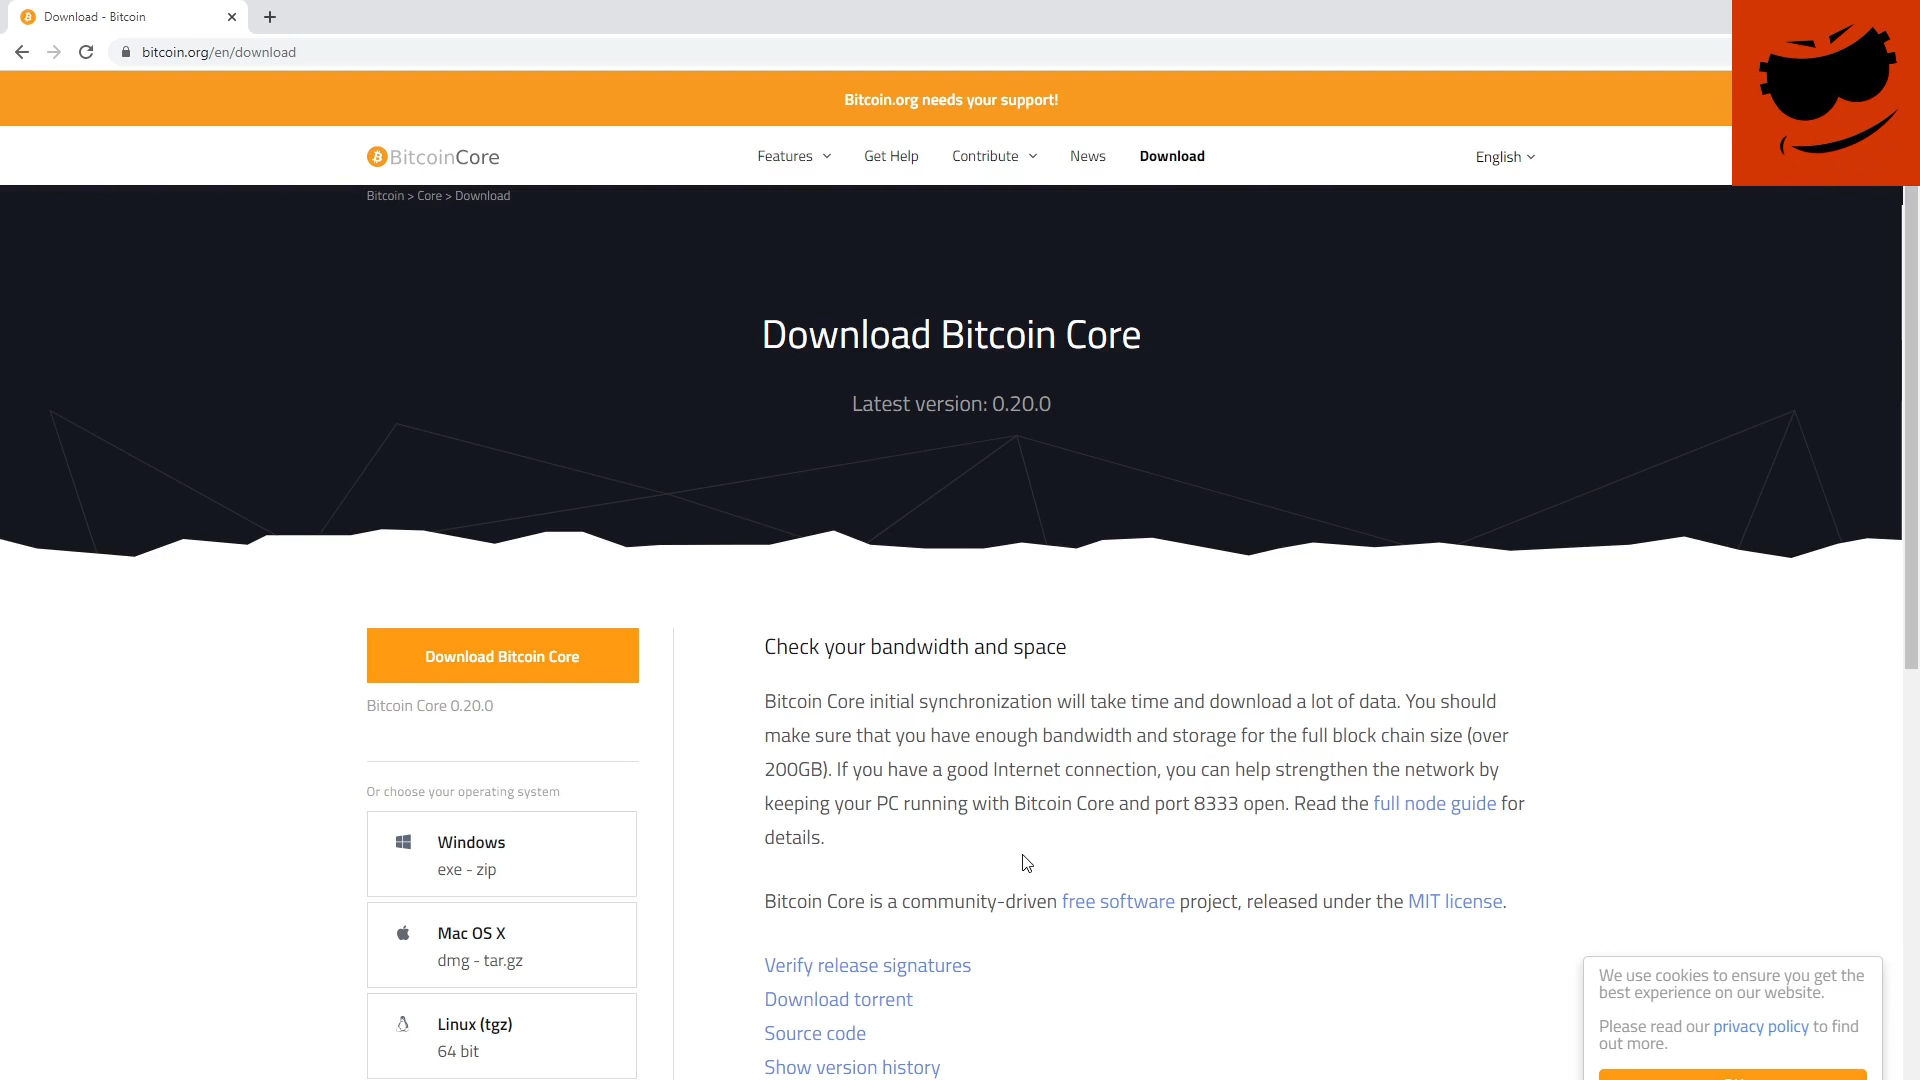 Download - Bitcoin
bitcoin.org/en/download
Bitcoin.org needs your support!
BitcoinCore
Features
Get Help
Contribute
News
Download
English
Bitcoin > Core > Download
Download Bitcoin Core
Latest version: 0.20.0
Download Bitcoin Core
Bitcoin Core 0.20.0
Or choose your operating system
Windows
exe - zip
Mac OS X
dmg - tar.gz
Linux (tgz)
64 bit
Check your bandwidth and space
Bitcoin Core initial synchronization will take time and download a lot of data. You should
make sure that you have enough bandwidth and storage for the full block chain size (over
200GB). If you have a good Internet connection, you can help strengthen the network by
keeping your PC running with Bitcoin Core and port 8333 open. Read the full node guide for
details.
Bitcoin Core is a community-driven free software project, released under the MIT license.
Verify release signatures
Download torrent
Source code
Show version history
We use cookies to ensure you get the
best experience on our website.
Please read our privacy policy to find
out more.